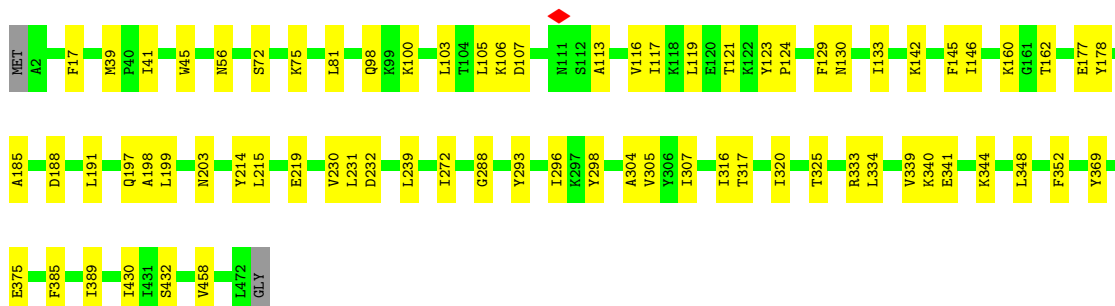 MET A2 F17 M39 P40 I41 W45 N56 S72 K75 L81 Q98 K99 K100 L103 T104 L105 K106 D107 N111 S112 A113 V116 I117 K118 L119 E120 T121 K122 Y123 P124 F129 N130 I133 K142 F145 I146 K160 G161 T162 E177 Y178
A185 D188 L191 Q197 A198 L199 N203 Y214 L215 E219 V230 L231 D232 L239 I272 G288 Y293 I296 K297 Y298 A304 V305 Y306 I307 I316 T317 I320 T325 R333 L334 V339 K340 E341 K344 L348 F352 Y369
E375 F385 I389 I430 I431 S432 V458 L472 GLY